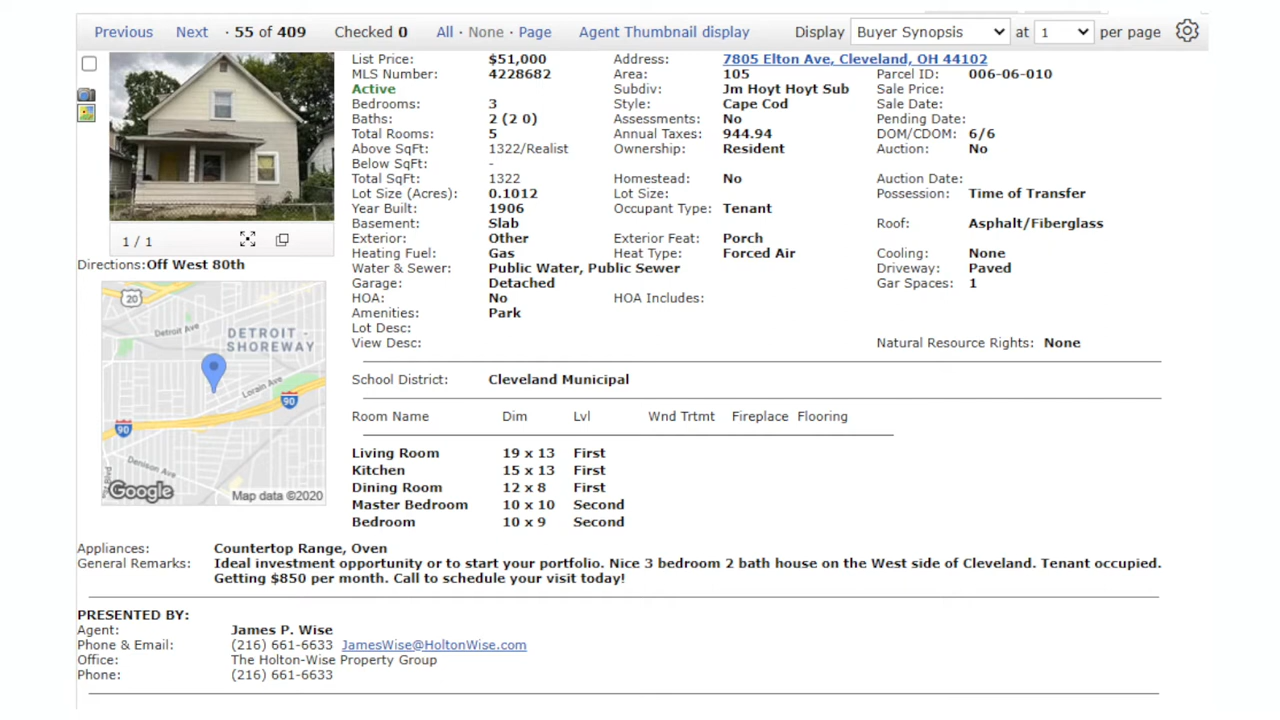 Previous Next · 55 of 409 Checked 0 All · None · Page Agent Thumbnail display Display Buyer Synopsis at 1 per page
List Price: $51,000 Address: 7805 Elton Ave, Cleveland, OH 44102
MLS Number: 4228682 Area: 105 Parcel ID: 006-06-010
Active Subdiv: Jm Hoyt Hoyt Sub Sale Price:
Bedrooms: 3 Style: Cape Cod Sale Date:
Baths: 2 (2 0) Assessments: No Pending Date:
Total Rooms: 5 Annual Taxes: 944.94 DOM/CDOM: 6/6
Above SqFt: 1322/Realist Ownership: Resident Auction: No
Below SqFt: -
Total SqFt: 1322 Homestead: No Auction Date:
Lot Size (Acres): 0.1012 Lot Size: Possession: Time of Transfer
Year Built: 1906 Occupant Type: Tenant
Basement: Slab Roof: Asphalt/Fiberglass
Exterior: Other Exterior Feat: Porch
Heating Fuel: Gas Heat Type: Forced Air Cooling: None
Water & Sewer: Public Water, Public Sewer Driveway: Paved
Garage: Detached Gar Spaces: 1
HOA: No HOA Includes:
Amenities: Park
Lot Desc:
View Desc: Natural Resource Rights: None
1 / 1
Directions:Off West 80th
20
Detroit Ave
DETROIT -
SHOREWAY
Lorain Ave
90
90
Denison Ave
Blvd
Google Map data ©2020
School District: Cleveland Municipal
Room Name Dim Lvl Wnd Trtmt Fireplace Flooring
Living Room 19 x 13 First
Kitchen 15 x 13 First
Dining Room 12 x 8 First
Master Bedroom 10 x 10 Second
Bedroom 10 x 9 Second
Appliances: Countertop Range, Oven
General Remarks: Ideal investment opportunity or to start your portfolio. Nice 3 bedroom 2 bath house on the West side of Cleveland. Tenant occupied.
Getting $850 per month. Call to schedule your visit today!
PRESENTED BY:
Agent: James P. Wise
Phone & Email: (216) 661-6633 JamesWise@HoltonWise.com
Office: The Holton-Wise Property Group
Phone: (216) 661-6633